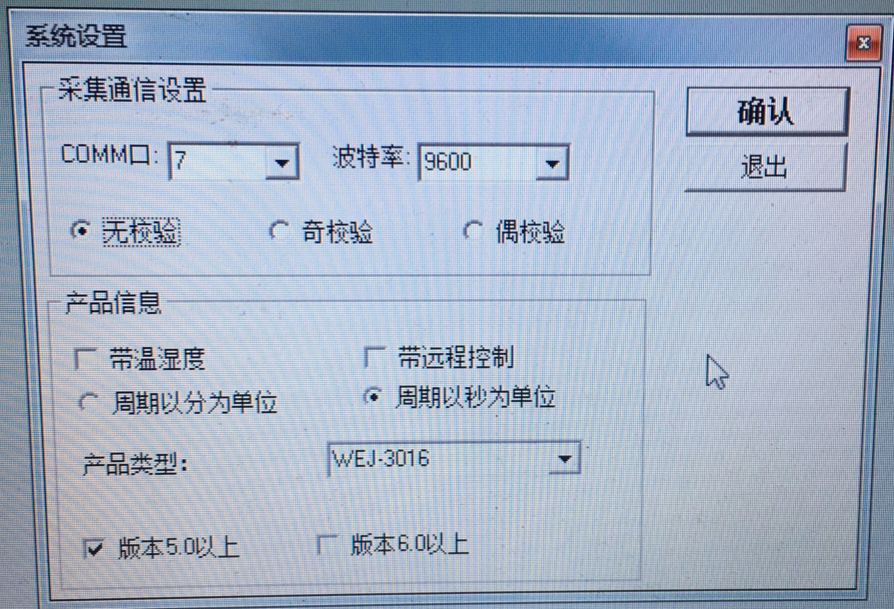 系统设置
采集通信设置
确认
COMM口: 7 波特率: 9600
退出
无校验 奇校验 偶校验
产品信息
带温湿度 带远程控制
周期以分为单位 周期以秒为单位
产品类型: WEJ-3016
版本5.0以上 版本6.0以上